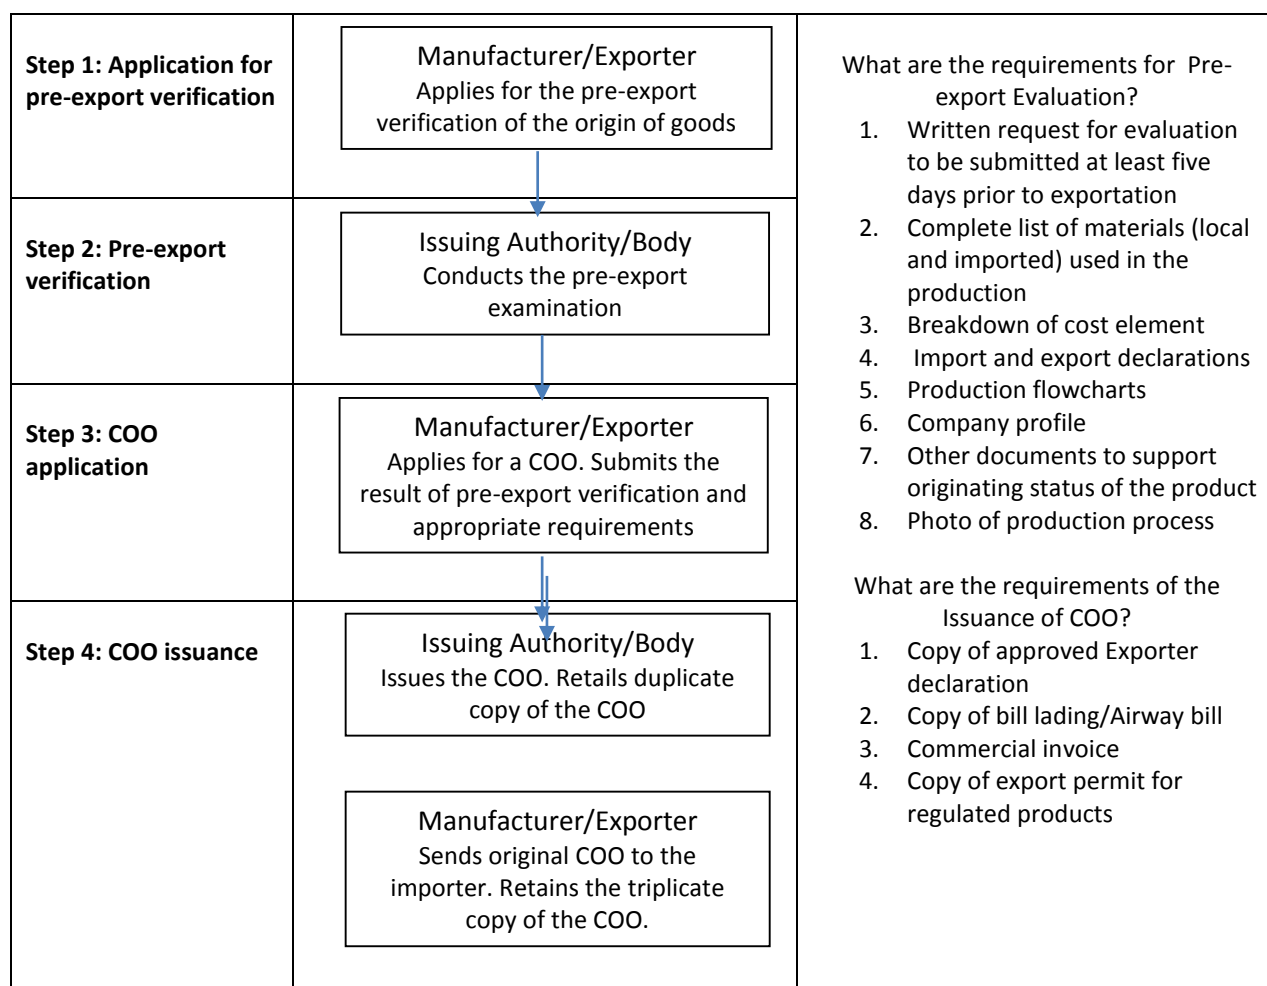 Step 1: Application for
pre-export verification
Manufacturer/Exporter
Applies for the pre-export
verification of the origin of goods
Step 2: Pre-export
verification
Issuing Authority/Body
Conducts the pre-export
examination
Step 3: COO
application
Manufacturer/Exporter
Applies for a COO. Submits the
result of pre-export verification and
appropriate requirements
Step 4: COO issuance
Issuing Authority/Body
Issues the COO. Retails duplicate
copy of the COO
Manufacturer/Exporter
Sends original COO to the
importer. Retains the triplicate
copy of the COO.
What are the requirements for Pre-
export Evaluation?
1. Written request for evaluation
to be submitted at least five
days prior to exportation
2. Complete list of materials (local
and imported) used in the
production
3. Breakdown of cost element
4. Import and export declarations
5. Production flowcharts
6. Company profile
7. Other documents to support
originating status of the product
8. Photo of production process
What are the requirements of the
Issuance of COO?
1. Copy of approved Exporter
declaration
2. Copy of bill lading/Airway bill
3. Commercial invoice
4. Copy of export permit for
regulated products